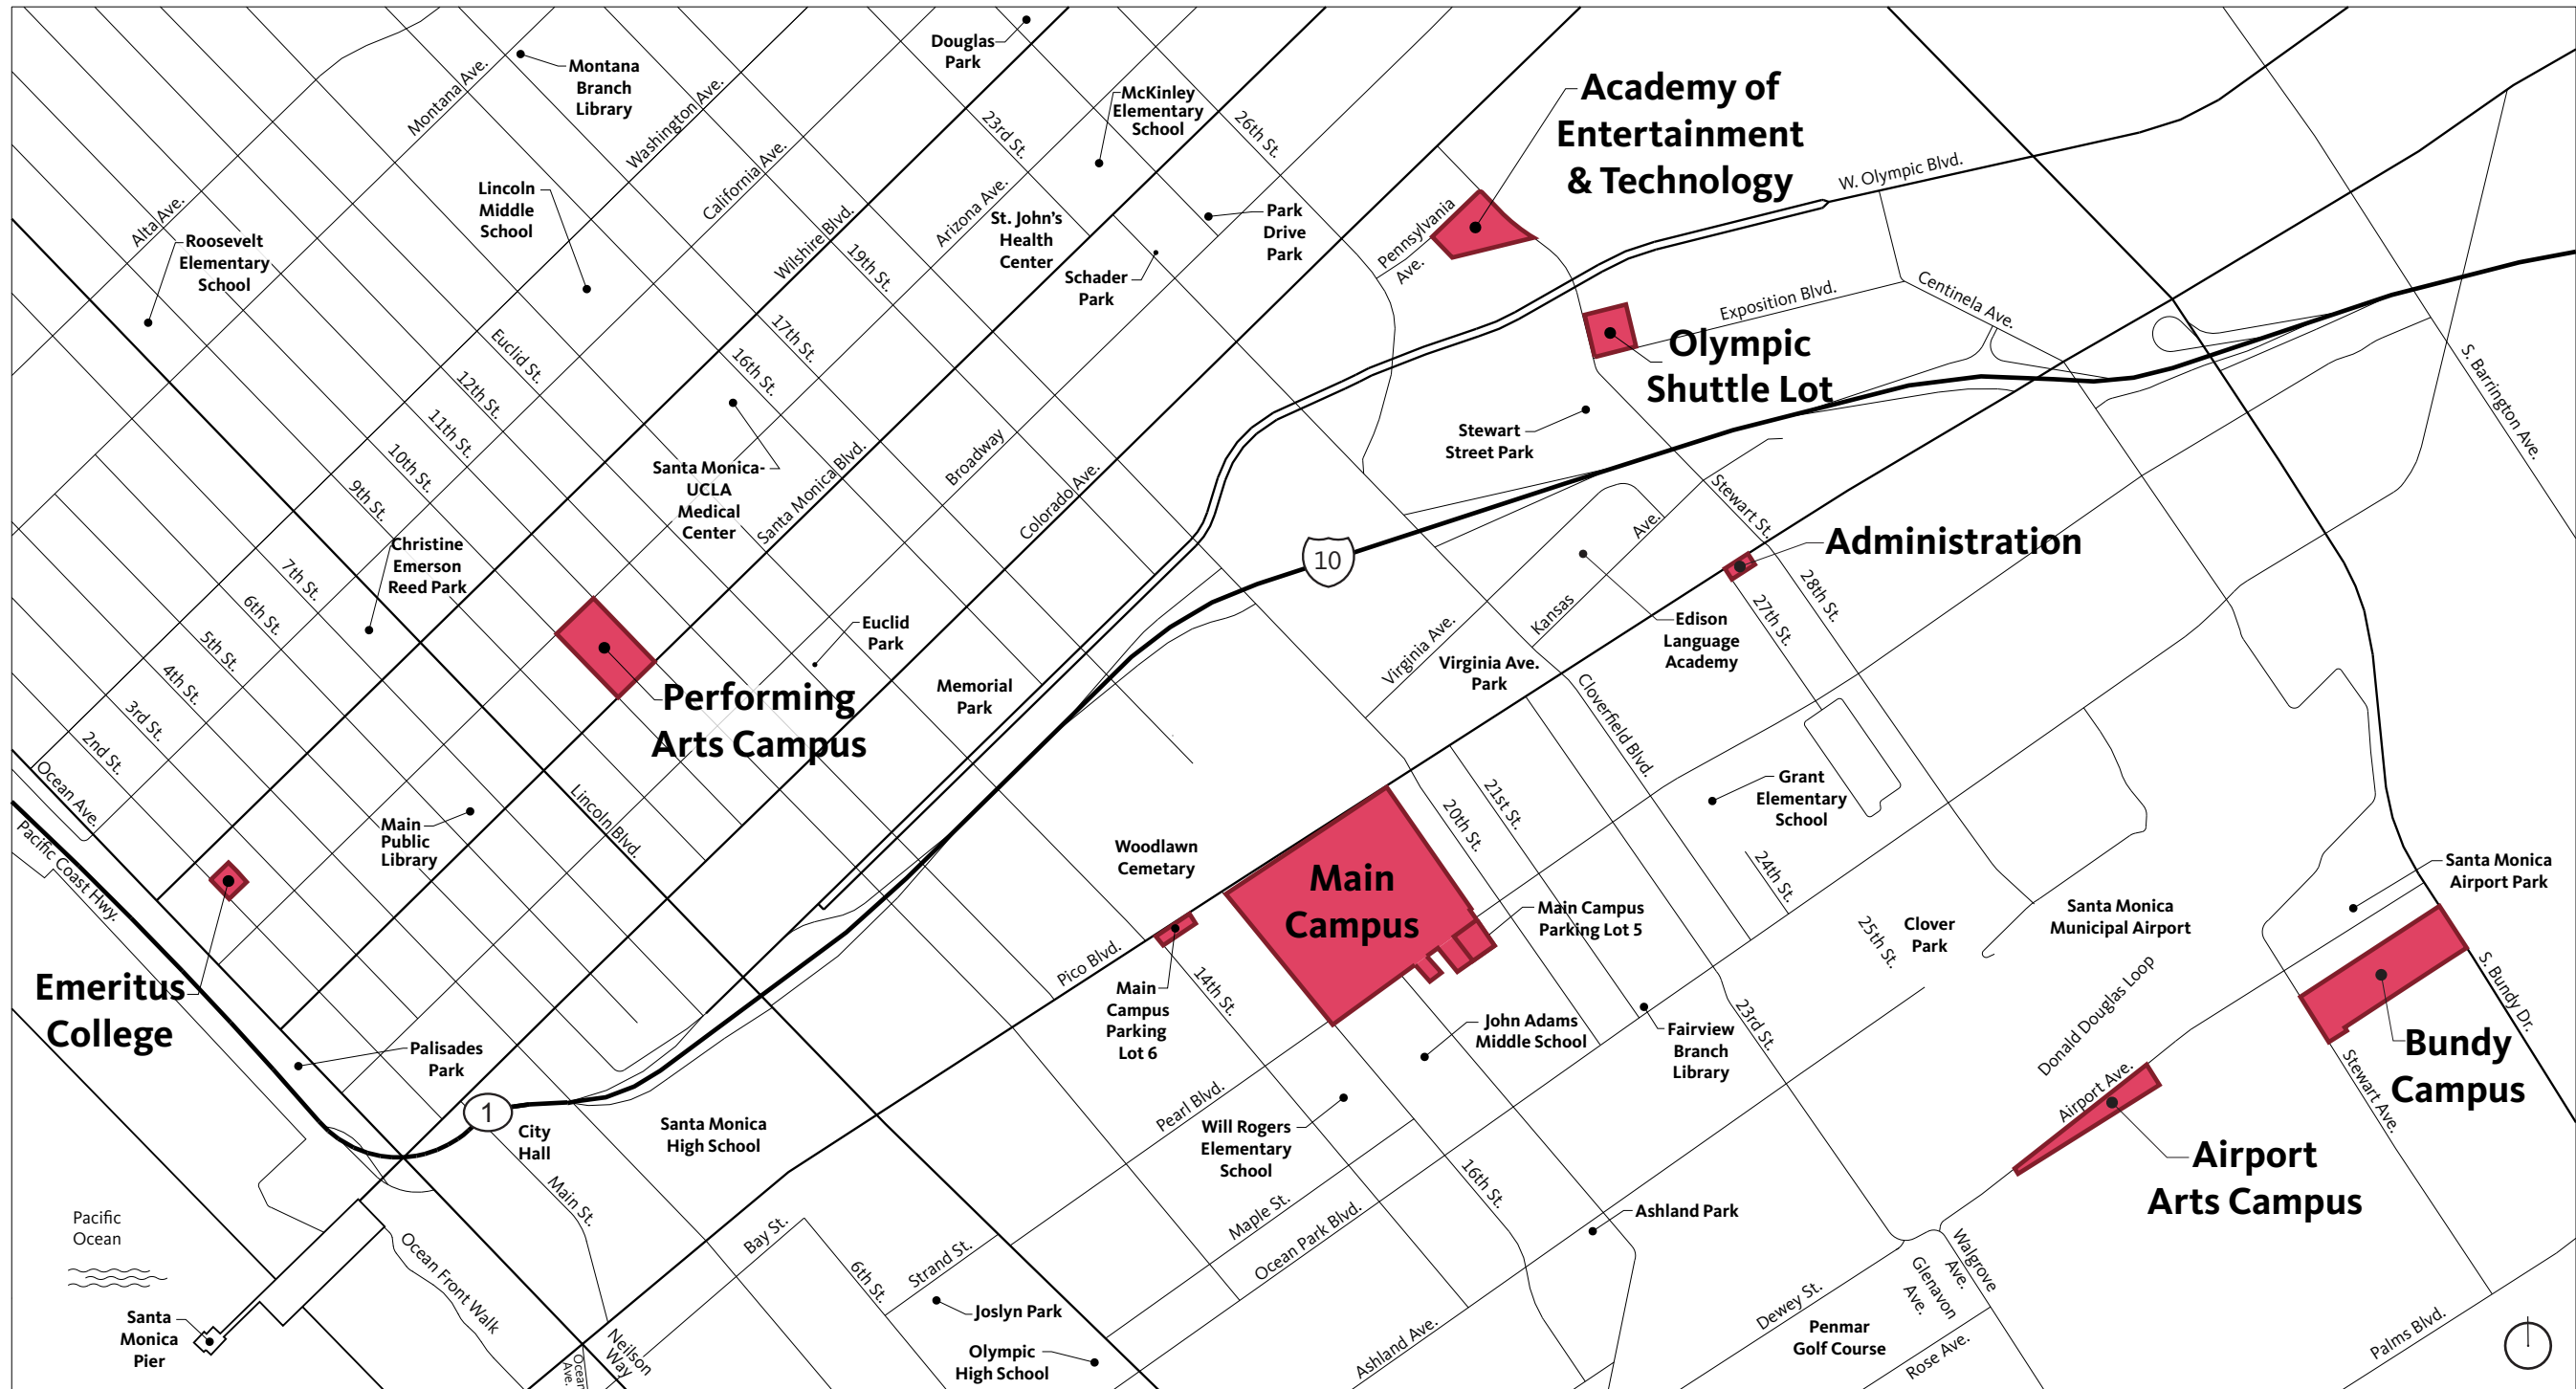 Douglas
Park
Montana
Branch
Library
Montana Ave.
Washington Ave.
California Ave.
McKinley
Elementary
School
23rd St.
26th St.
Academy of
Entertainment
& Technology
W. Olympic Blvd.
Alta Ave.
Roosevelt
Elementary
School
Lincoln
Middle
School
Wilshire Blvd.
Arizona Ave.
St. John's
Health
Center
Park
Drive
Park
Schader
Park
Pennsylvania
Ave.
19th St.
17th St.
16th St.
Euclid St.
12th St.
11th St.
10th St.
9th St.
7th St.
6th St.
5th St.
4th St.
3rd St.
2nd St.
Exposition Blvd.
Centinela Ave.
Olympic
Shuttle Lot
S. Barrington Ave.
Stewart
Street Park
Santa Monica-
UCLA
Medical
Center
Santa Monica Blvd.
Broadway
Colorado Ave.
Christine
Emerson
Reed Park
10
Stewart St.
Kansas
Ave.
Administration
Virginia Ave.
Virginia Ave.
Park
Edison
Language
Academy
27th St.
28th St.
Euclid
Park
Performing
Arts Campus
Memorial
Park
Cloverfield Blvd.
Ocean Ave.
Pacific Coast Hwy.
Main
Public
Library
Lincoln Blvd.
Woodlawn
Cemetary
Main
Campus
20th St.
21st St.
Grant
Elementary
School
24th St.
25th St.
Clover
Park
Santa Monica
Municipal Airport
Santa Monica
Airport Park
Main Campus
Parking Lot 5
Pico Blvd.
Main
Campus
Parking
Lot 6
14th St.
Emeritus
College
Palisades
Park
John Adams
Middle School
Fairview
Branch
Library
23rd St.
Donald Douglas Loop
Airport Ave.
S. Bundy Dr.
Bundy
Campus
Stewart Ave.
1
City
Hall
Santa Monica
High School
Pearl Blvd.
Will Rogers
Elementary
School
16th St.
Airport
Arts Campus
Main St.
Pacific
Ocean
Ocean Front Walk
Bay St.
6th St.
Strand St.
Maple St.
Ocean Park Blvd.
Ashland Park
Walgrove
Ave.
Glenavon
Ave.
Dewey St.
Santa
Monica
Pier
Neilson
Way
Ocean
Ave.
Joslyn Park
Olympic
High School
Ashland Ave.
Penmar
Golf Course
Rose Ave.
Palms Blvd.